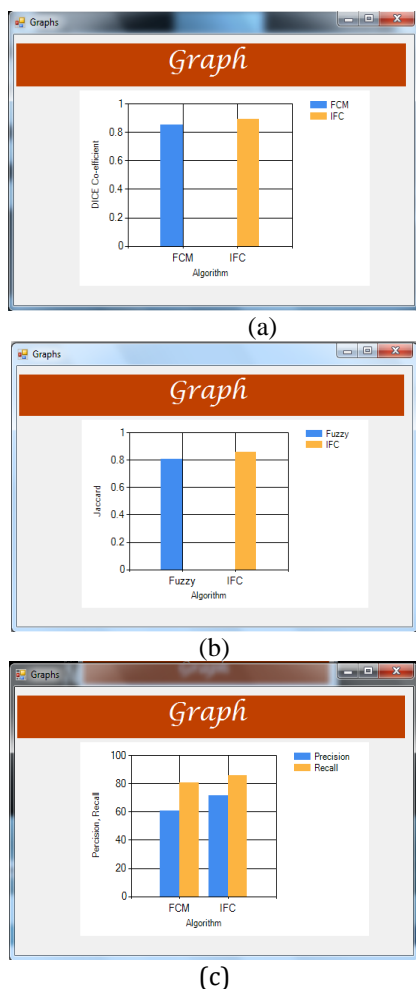 Graphs
Graph
1
0.8
0.6
0.4
0.2
0
DICE Co-efficient
FCM IFC
Algorithm
FCM
IFC
(a)
Graphs
Graph
1
0.8
0.6
0.4
0.2
0
Jaccard
Fuzzy IFC
Algorithm
Fuzzy
IFC
(b)
Graphs
Graph
100
80
60
40
20
0
Percision, Recall
FCM IFC
Algorithm
Precision
Recall
(c)